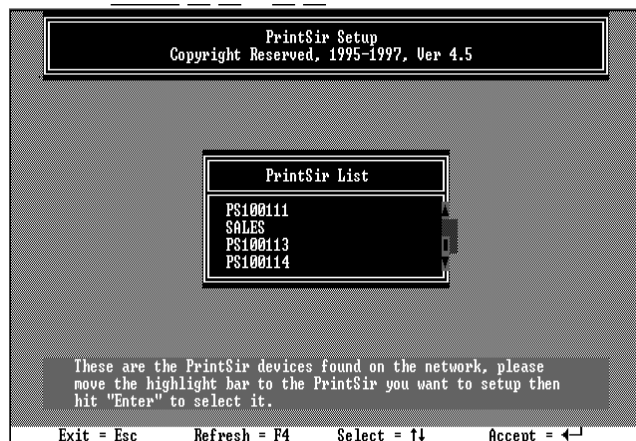 PrintSir Setup
Copyright Reserved, 1995-1997, Ver 4.5
PrintSir List
PS100111
SALES
PS100113
PS100114
These are the PrintSir devices found on the network, please
move the highlight bar to the PrintSir you want to setup then
hit "Enter" to select it.
Exit = Esc Refresh = F4 Select = ↑↓ Accept = ↵